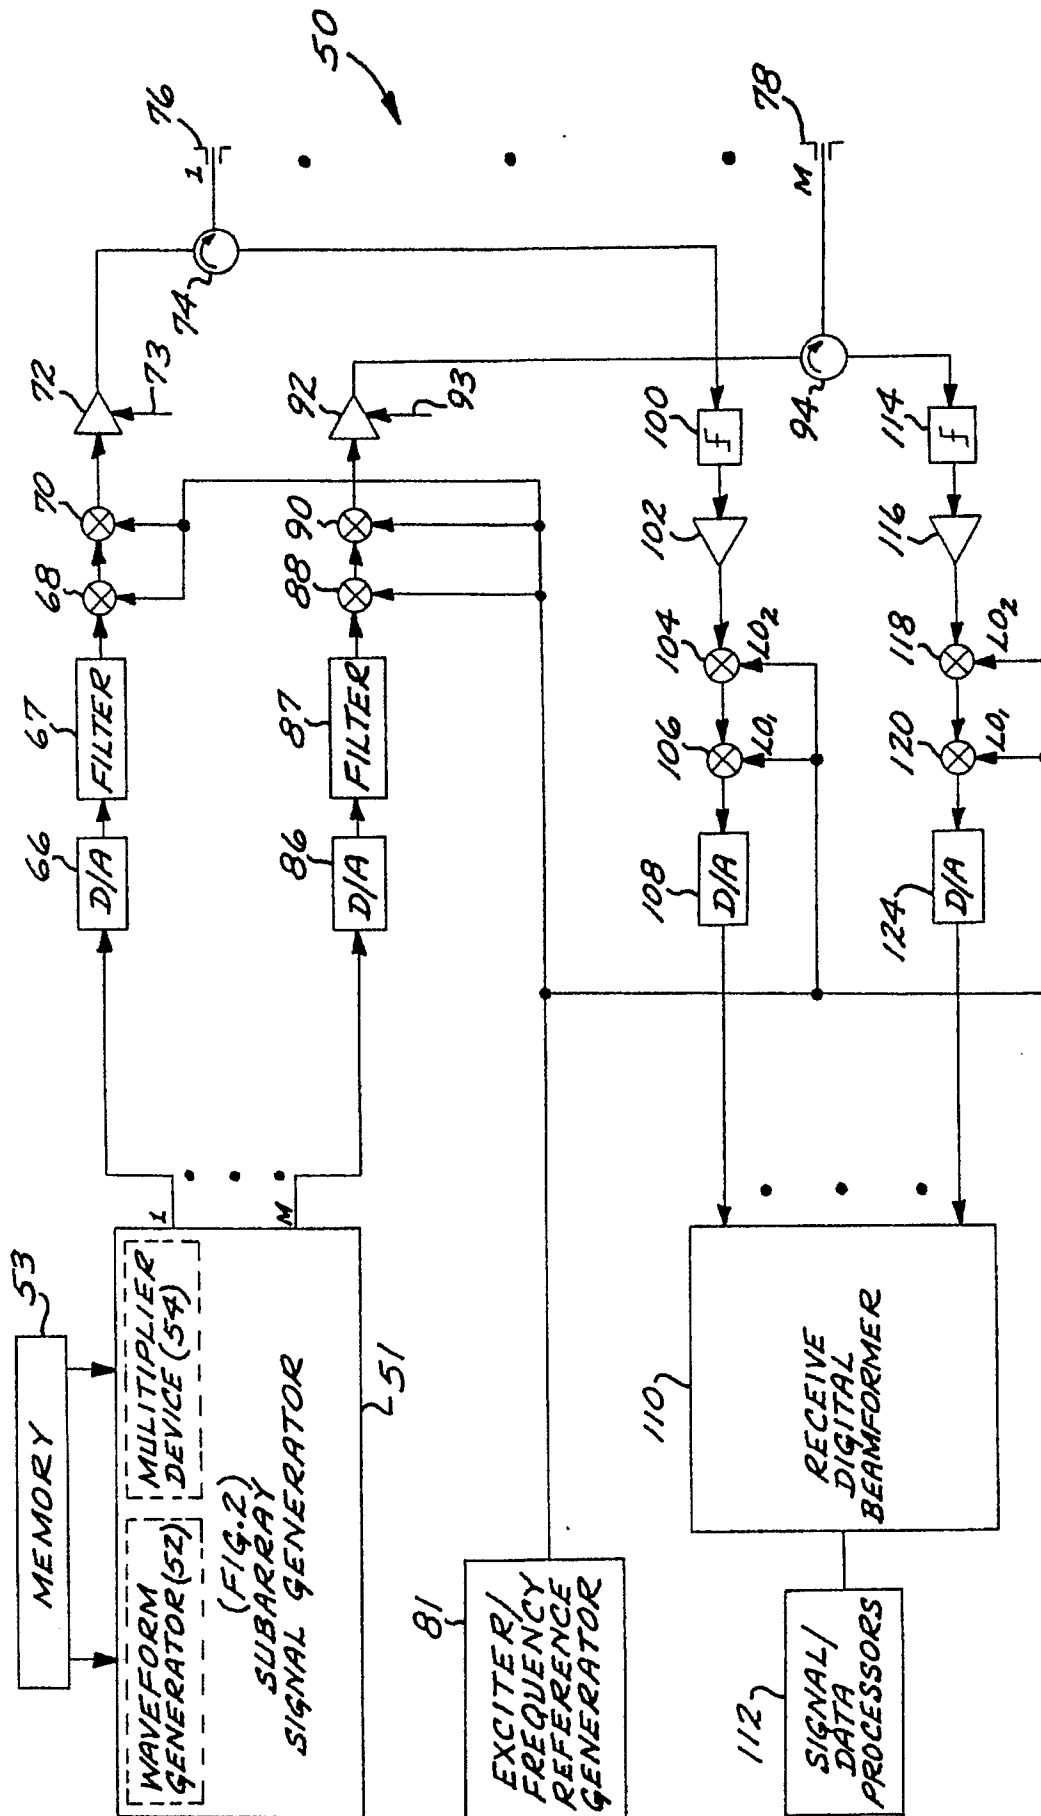 MEMORY
53
WAVEFORM
GENERATOR(52)
MULITIPLIER
DEVICE (54)
(FIG.2)
SUBARRAY
SIGNAL GENERATOR
51
1
M
66
D/A
67
FILTER
68
70
72
73
74
1
76
50
86
D/A
87
FILTER
88
90
92
93
94
M
78
81
EXCITER/
FREQUENCY
REFERENCE
GENERATOR
100
102
104
LO2
106
LO1
108
D/A
114
116
118
LO2
120
LO1
124
D/A
110
RECEIVE
DIGITAL
BEAMFORMER
112
SIGNAL/
DATA
PROCESSORS